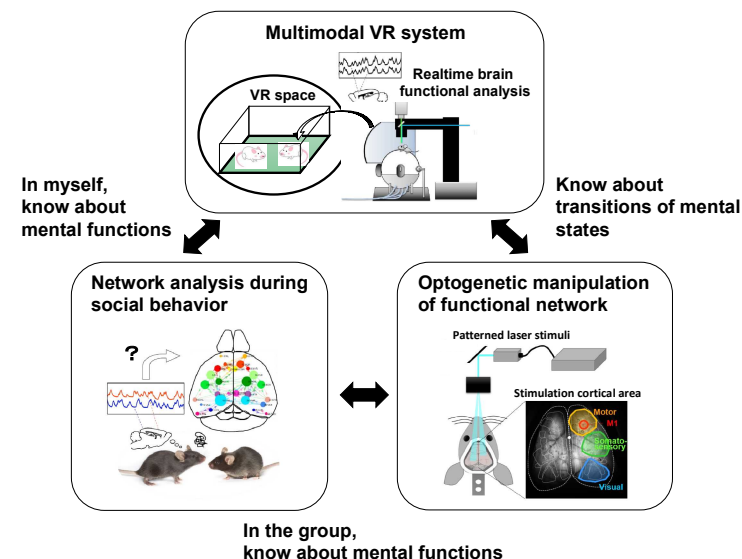 Multimodal VR system
Realtime brain
functional analysis
VR space
In myself,
know about
mental functions
Know about
transitions of mental
states
Network analysis during
social behavior
?
Optogenetic manipulation
of functional network
Patterned laser stimuli
Stimulation cortical area
Motor
M1
Somato-
sensory
Visual
In the group,
know about mental functions